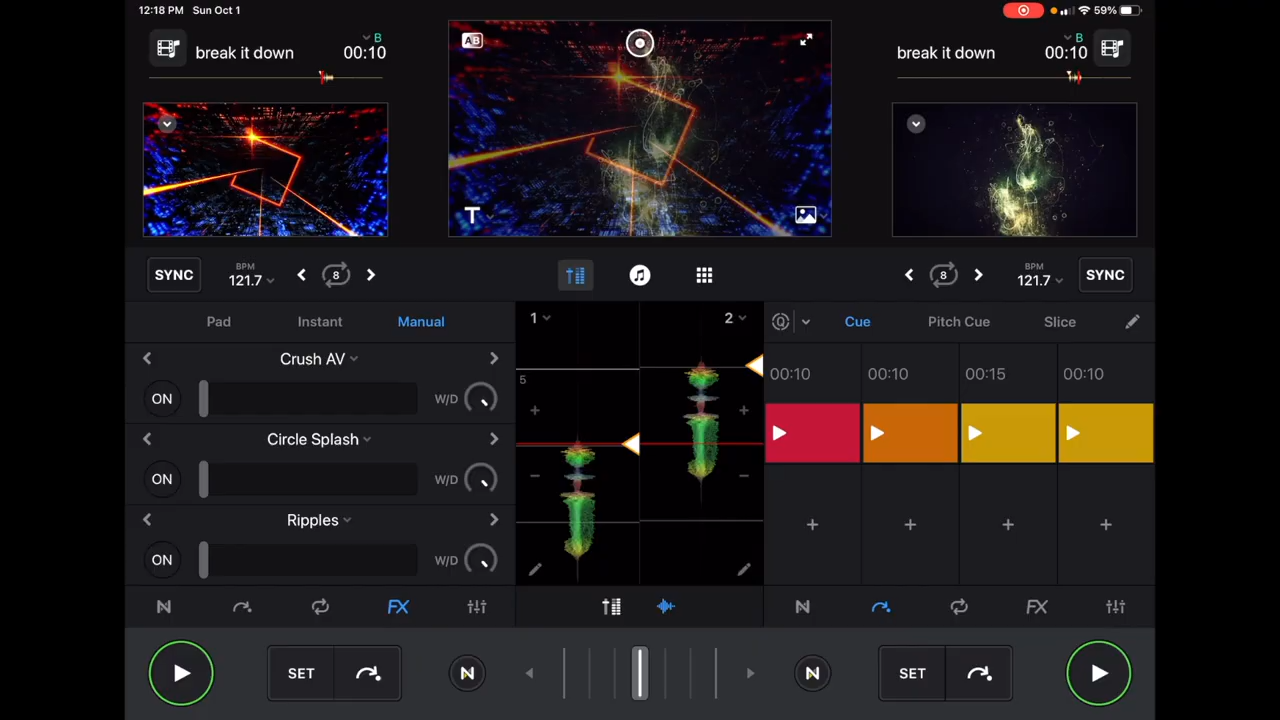 12:18 PM Sun Oct 1
59%
B
break it down 00:10
AB
T
B
break it down 00:10
SYNC
BPM
121.7
8
8
BPM
121.7
SYNC
Pad Instant Manual
Crush AV
ON W/D
Circle Splash
ON W/D
Ripples
ON W/D
1 2
5
Q Cue Pitch Cue Slice
00:10 00:10 00:15 00:10
N FX
N FX
SET N
N SET